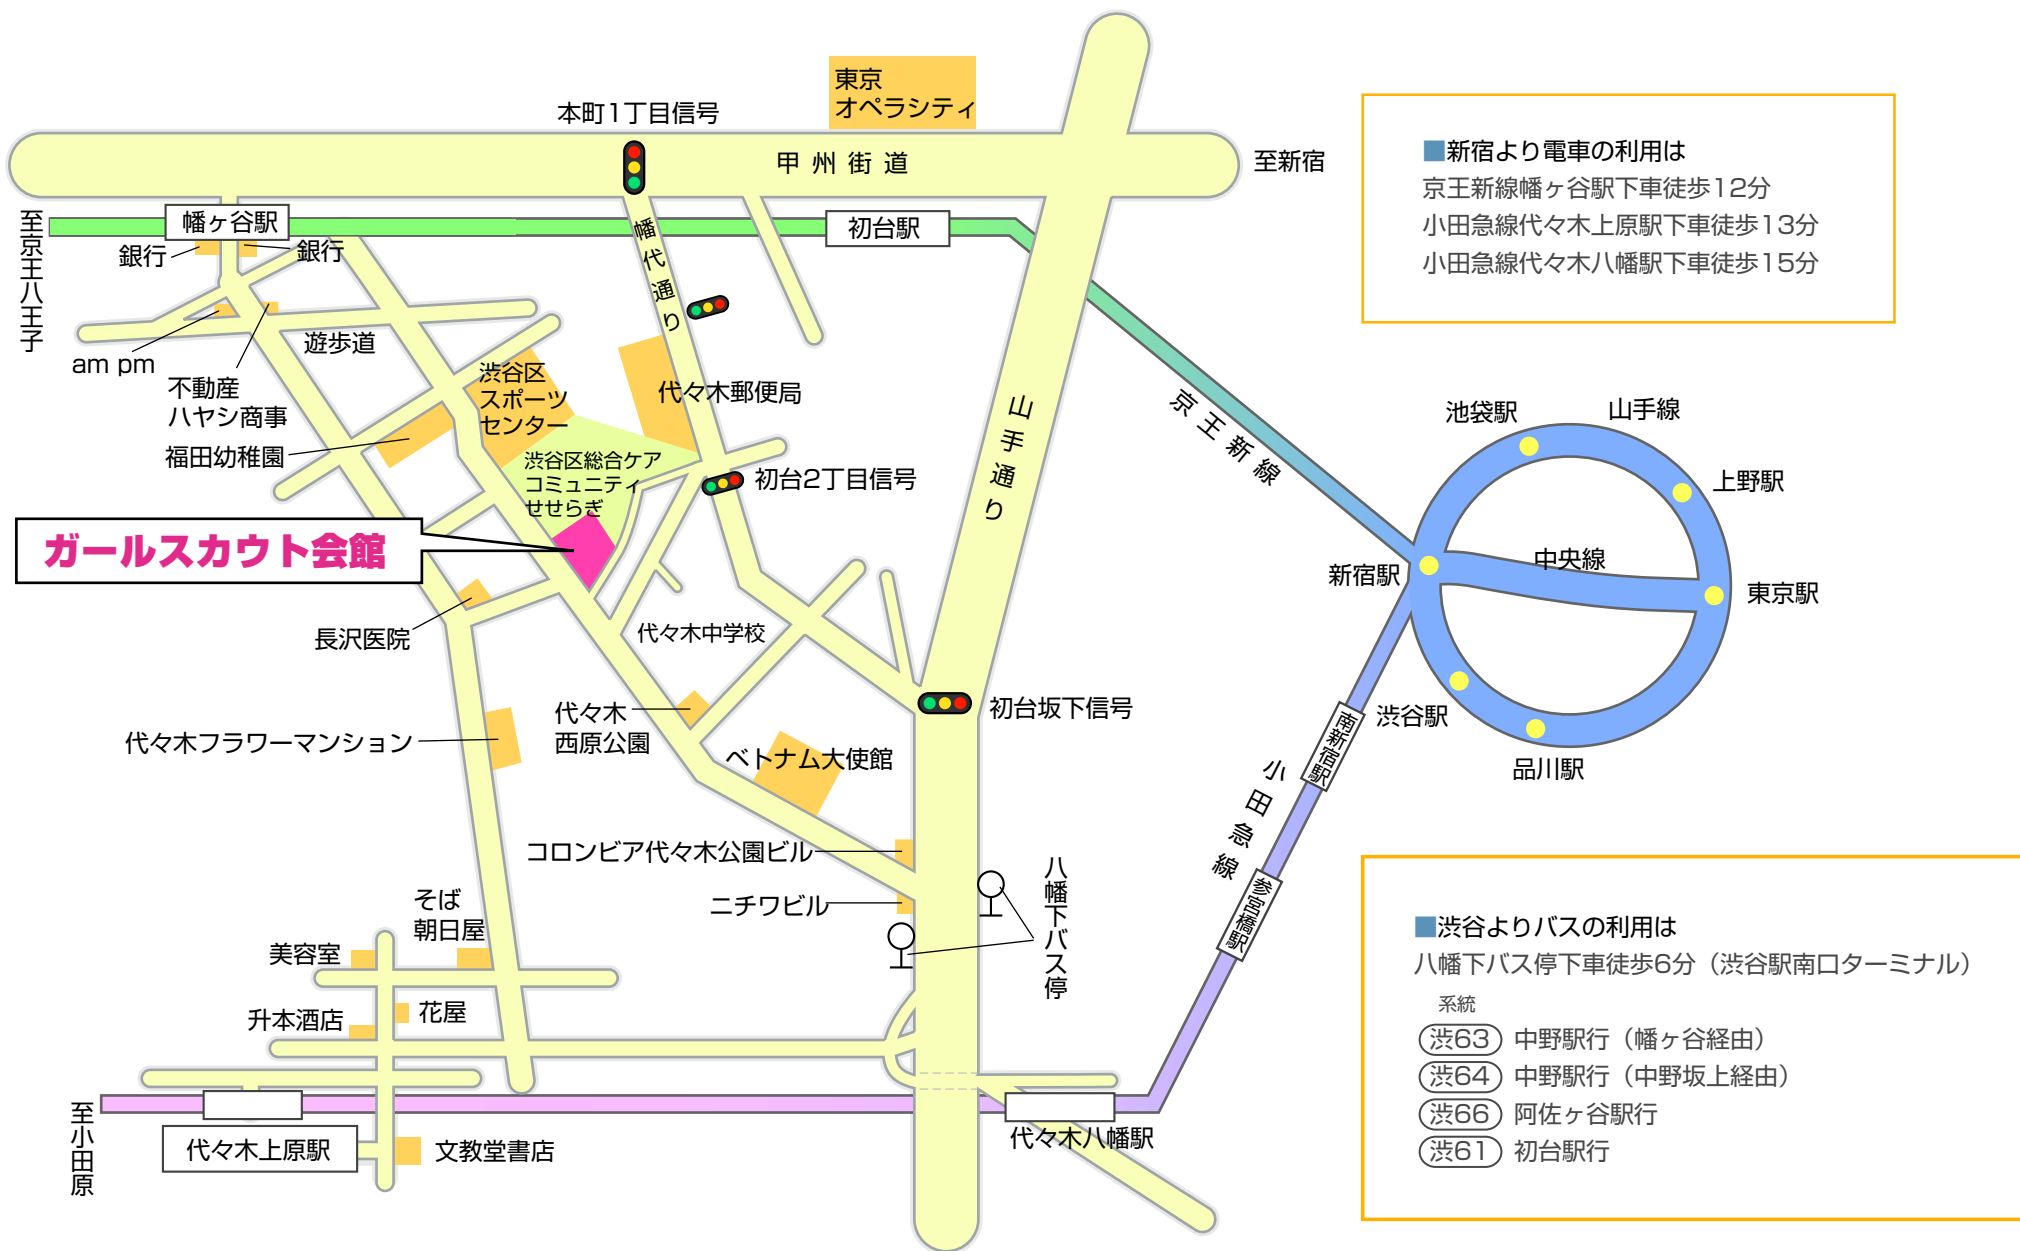 東京
オペラシティ
本町1丁目信号
甲州街道
至新宿
至京王八王子
幡ヶ谷駅
初台駅
銀行
銀行
幡代通り
遊歩道
am pm
不動産
ハヤシ商事
福田幼稚園
渋谷区
スポーツ
センター
代々木郵便局
渋谷区総合ケア
コミュニティ
せせらぎ
初台2丁目信号
山手通り
京王新線
ガールスカウト会館
長沢医院
代々木中学校
代々木
西原公園
代々木フラワーマンション
ベトナム大使館
初台坂下信号
コロンビア代々木公園ビル
ニチワビル
八幡下バス停
そば
朝日屋
美容室
花屋
升本酒店
至小田原
代々木上原駅
文教堂書店
代々木八幡駅
小田急線
南新宿駅
参宮橋駅
池袋駅
山手線
上野駅
新宿駅
中央線
東京駅
渋谷駅
品川駅
■新宿より電車の利用は
京王新線幡ヶ谷駅下車徒歩12分
小田急線代々木上原駅下車徒歩13分
小田急線代々木八幡駅下車徒歩15分
■渋谷よりバスの利用は
八幡下バス停下車徒歩6分（渋谷駅南口ターミナル）
系統
渋63 中野駅行（幡ヶ谷経由）
渋64 中野駅行（中野坂上経由）
渋66 阿佐ヶ谷駅行
渋61 初台駅行